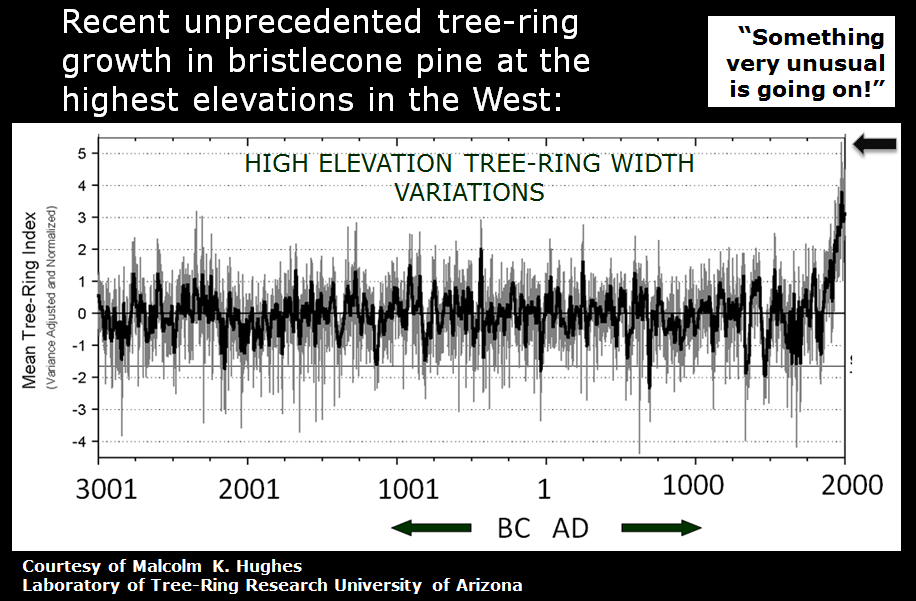 Recent unprecedented tree-ring
growth in bristlecone pine at the
highest elevations in the West:
“Something
very unusual
is going on!”
HIGH ELEVATION TREE-RING WIDTH
VARIATIONS
Mean Tree-Ring Index
(Variance Adjusted and Normalized)
5
4
3
2
1
0
-1
-2
-3
-4
3001 2001 1001 1 1000 2000
BC AD
Courtesy of Malcolm K. Hughes
Laboratory of Tree-Ring Research University of Arizona